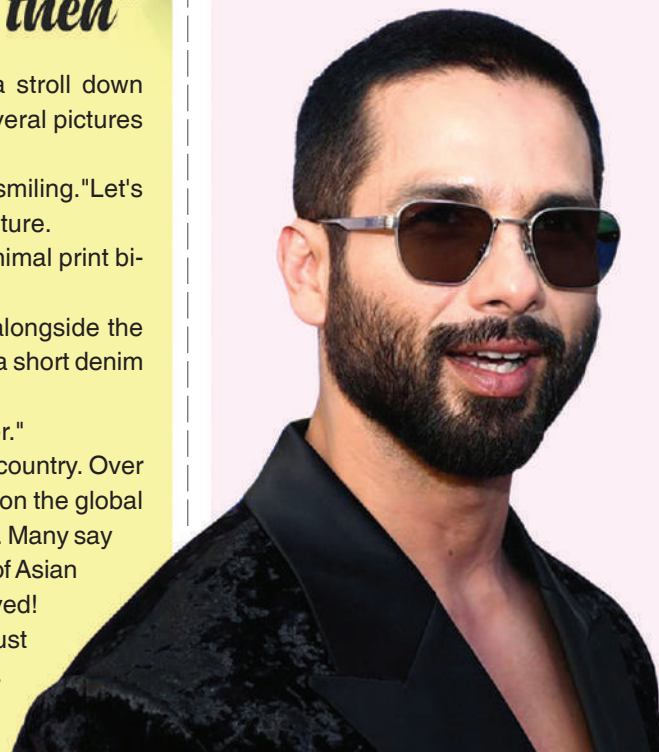 then
a stroll down
veral pictures
smiling."Let's
ture.
nimal print bi-
alongside the
a short denim
r."
country. Over
on the global
. Many say
of Asian
ved!
ust